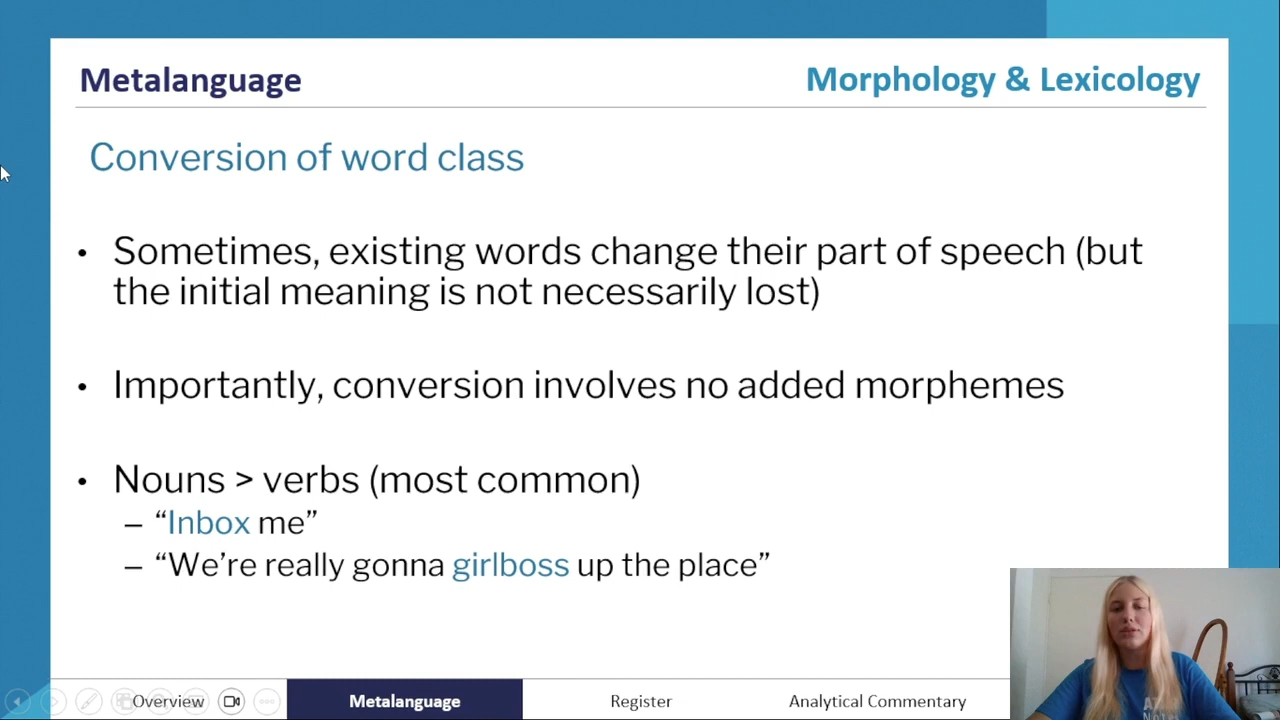 Metalanguage
Morphology & Lexicology
Conversion of word class
• Sometimes, existing words change their part of speech (but
the initial meaning is not necessarily lost)
• Importantly, conversion involves no added morphemes
• Nouns > verbs (most common)
– “Inbox me”
– “We’re really gonna girlboss up the place”
Overview
Metalanguage
Register
Analytical Commentary